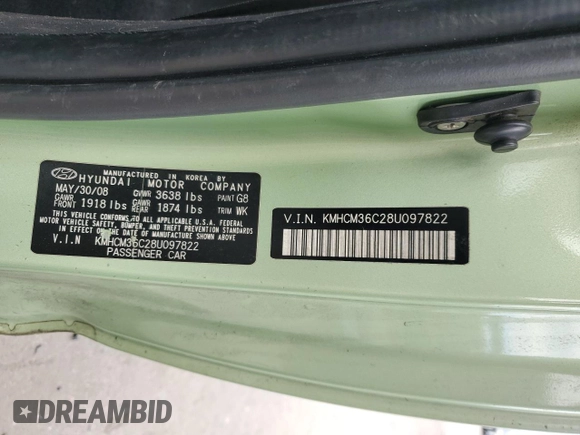 MANUFACTURED IN KOREA BY
HYUNDAI MOTOR COMPANY
MAY/30/08 GVWR 3638 lbs PAINT G8
GAWR FRONT 1918 lbs GAWR REAR 1874 lbs TRIM WK
THIS VEHICLE CONFORMS TO ALL APPLICABLE U.S.A. FEDERAL
MOTOR VEHICLE SAFETY, BUMPER, AND THEFT PREVENTION STANDARDS
IN EFFECT ON THE DATE OF MANUFACTURE SHOWN ABOVE.
V.I.N KMHCM36C28U097822
PASSENGER CAR
V.I.N. KMHCM36C28U097822
DREAMBID